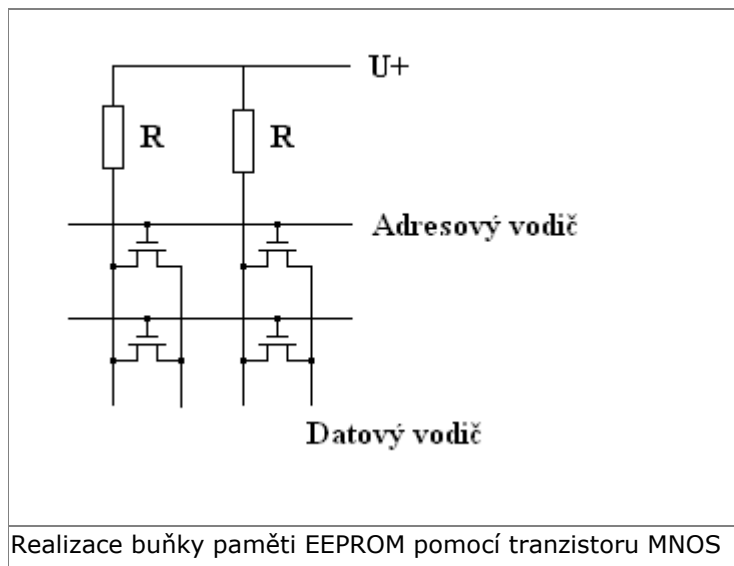 U+
R
R
Adresový vodič
Datový vodič
Realizace buňky paměti EEPROM pomocí tranzistoru MNOS